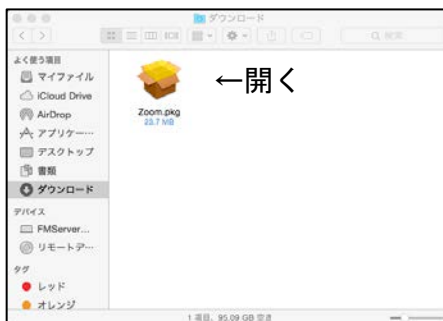 ダウンロード
検索
よく使う項目
マイファイル
iCloud Drive
AirDrop
アプリケー…
デスクトップ
書類
ダウンロード
デバイス
FMServer...
リモートデ…
タグ
レッド
オレンジ
←開く
Zoom.pkg
23.7 MB
1 項目、95.09 GB 空き